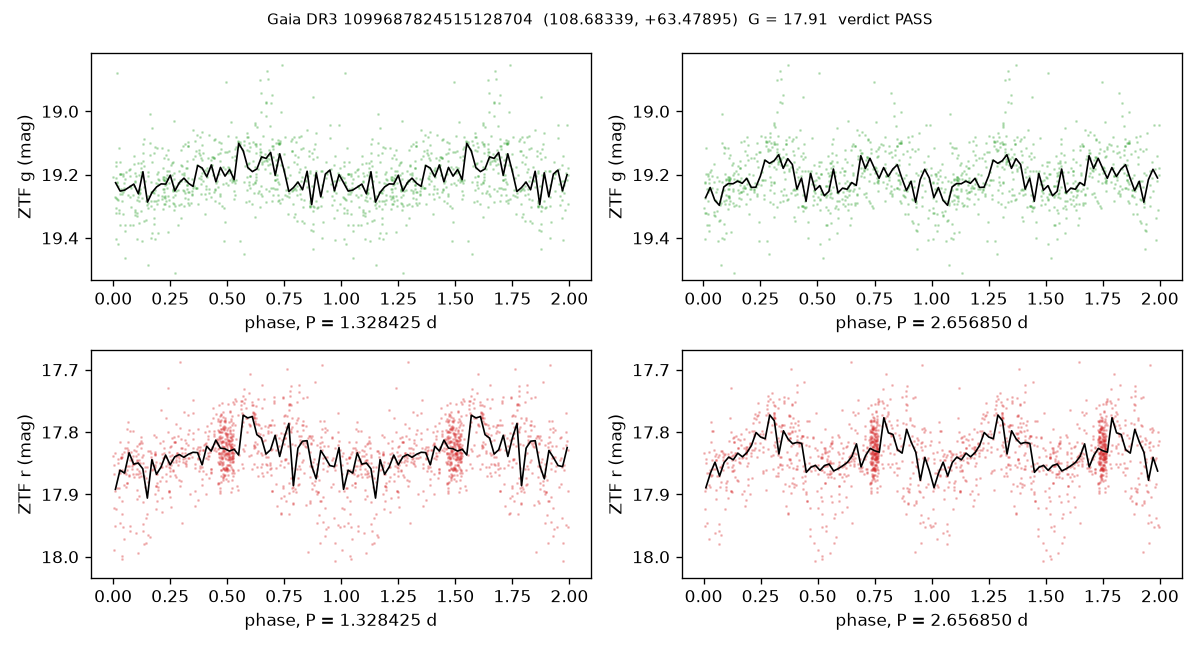 Gaia DR3 1099687824515128704 (108.68339, +63.47895) G = 17.91 verdict PASS
ZTF g (mag)
19.0
19.2
19.4
0.00 0.25 0.50 0.75 1.00 1.25 1.50 1.75 2.00
phase, P = 1.328425 d
ZTF g (mag)
19.0
19.2
19.4
0.00 0.25 0.50 0.75 1.00 1.25 1.50 1.75 2.00
phase, P = 2.656850 d
ZTF r (mag)
17.7
17.8
17.9
18.0
0.00 0.25 0.50 0.75 1.00 1.25 1.50 1.75 2.00
phase, P = 1.328425 d
ZTF r (mag)
17.7
17.8
17.9
18.0
0.00 0.25 0.50 0.75 1.00 1.25 1.50 1.75 2.00
phase, P = 2.656850 d